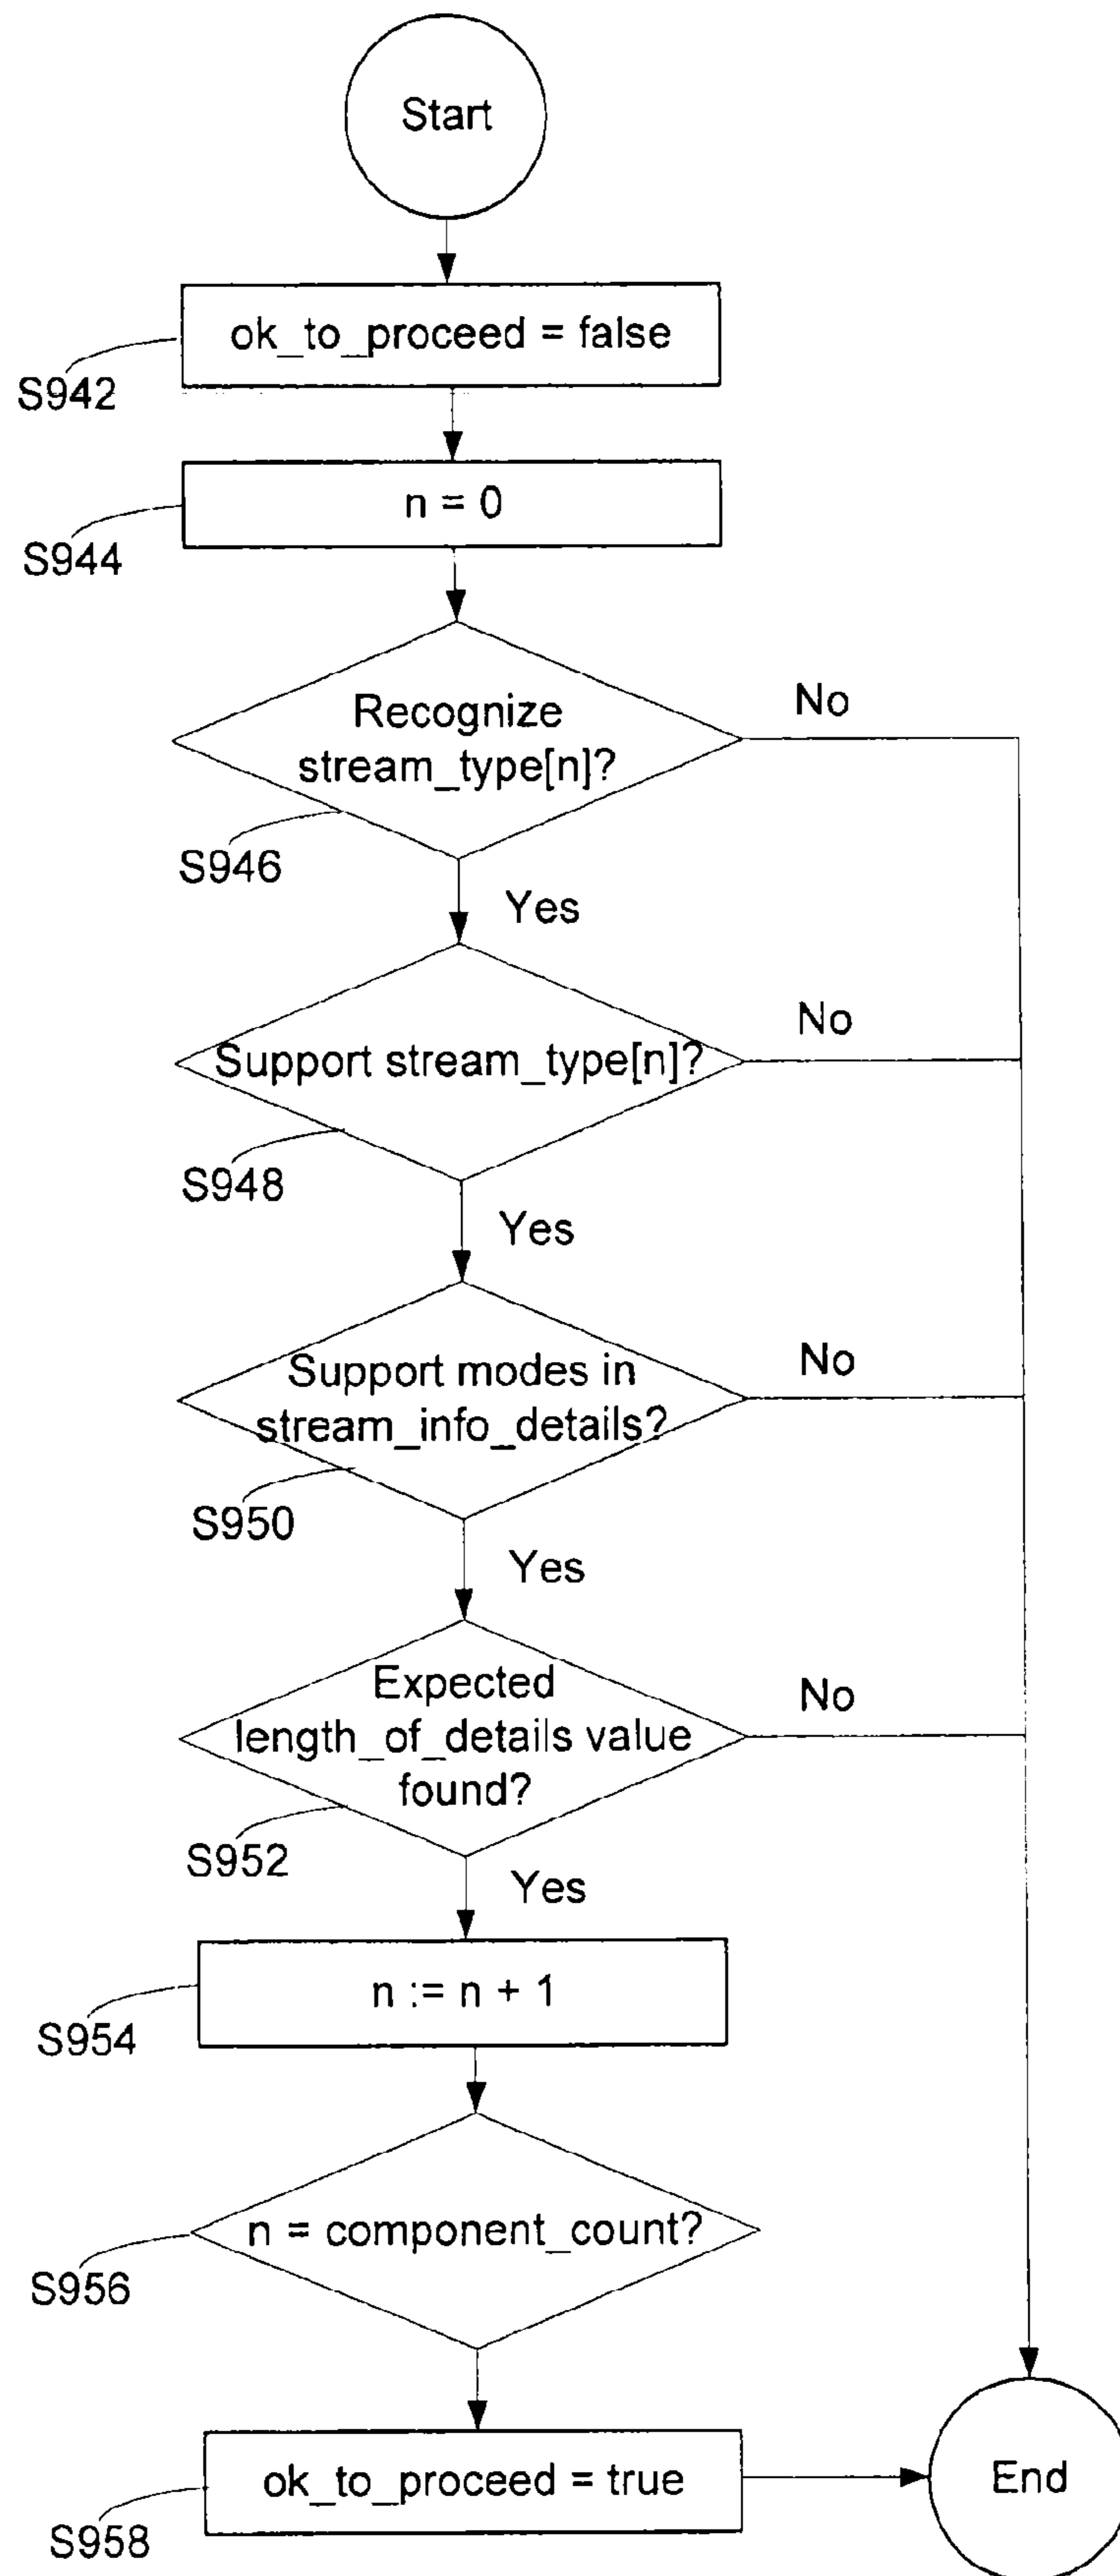 Start
ok_to_proceed = false
S942
n = 0
S944
Recognize
stream_type[n]?
No
S946
Yes
Support stream_type[n]?
No
S948
Yes
Support modes in
stream_info_details?
No
S950
Yes
Expected
length_of_details value
found?
No
S952
Yes
n := n + 1
S954
n = component_count?
S956
ok_to_proceed = true
End
S958